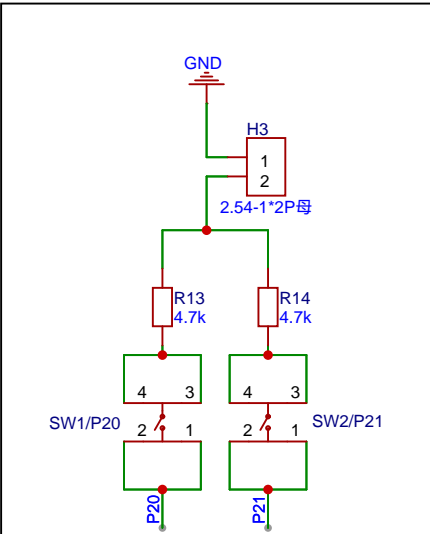 GND
H3
1
2
2.54-1*2P母
R13
4.7k
R14
4.7k
4 3
4 3
SW1/P20
2 1
2 1
SW2/P21
P20
P21